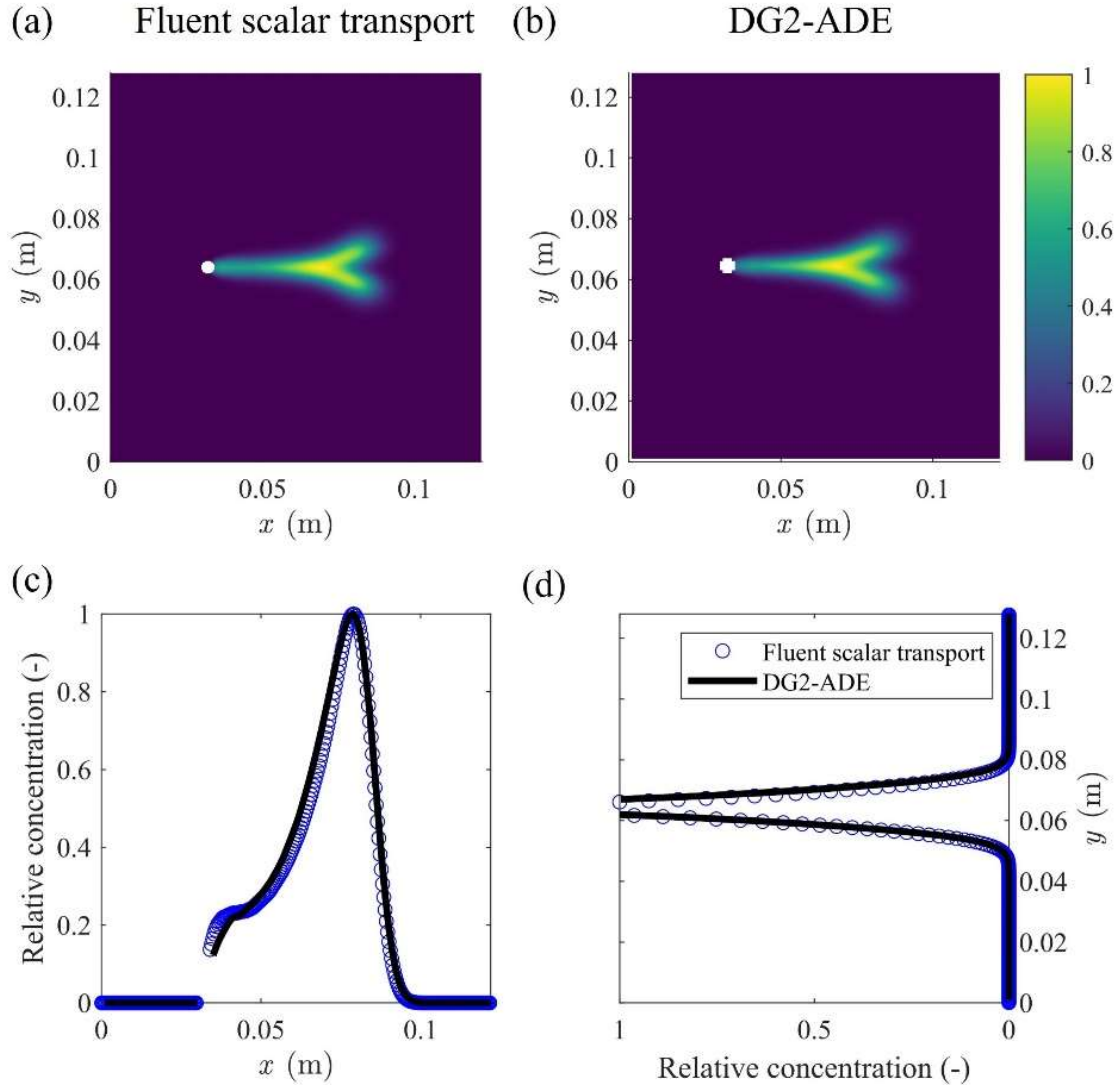 (a) Fluent scalar transport
(b) DG2-ADE
0.12
0.1
0.08
0.06
0.04
0.02
0
y (m)
0 0.05 0.1
x (m)
0.12
0.1
0.08
0.06
0.04
0.02
0
y (m)
0 0.05 0.1
x (m)
1
0.8
0.6
0.4
0.2
0
(c)
1
0.8
0.6
0.4
0.2
0
Relative concentration (-)
0 0.05 0.1
x (m)
(d)
Fluent scalar transport
DG2-ADE
0.12
0.1
0.08
0.06
0.04
0.02
0
y (m)
1 0.5 0
Relative concentration (-)